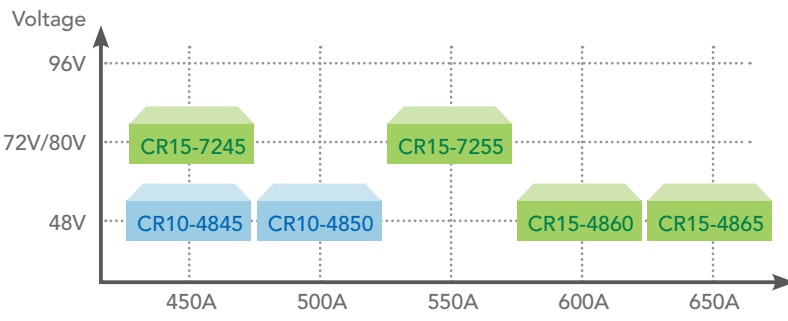 Voltage
96V
72V/80V
CR15-7245
CR15-7255
48V
CR10-4845
CR10-4850
CR15-4860
CR15-4865
450A
500A
550A
600A
650A